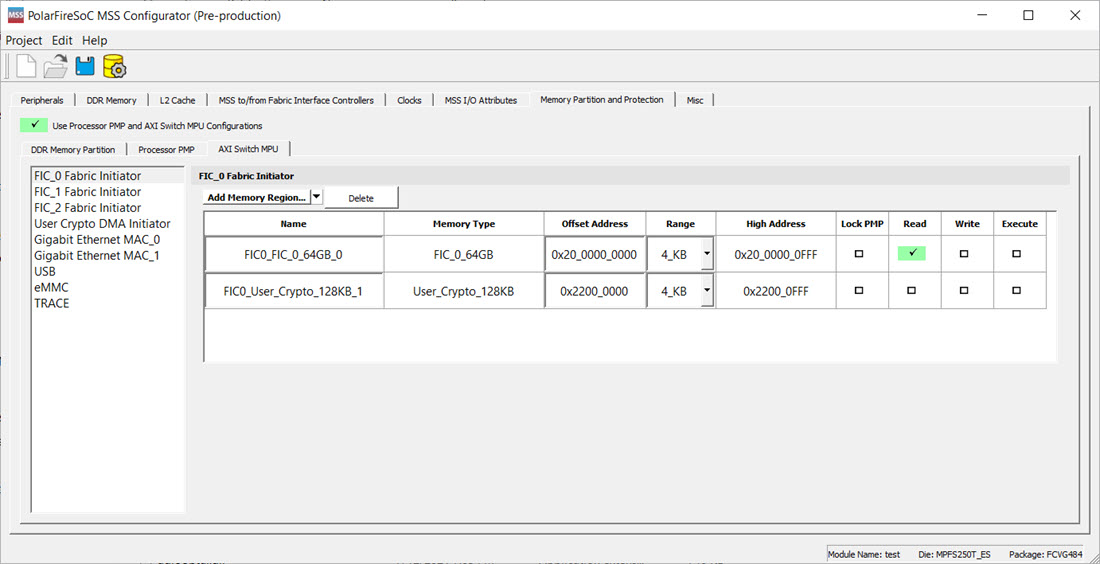 MSS PolarFireSoC MSS Configurator (Pre-production)
Project Edit Help
Peripherals DDR Memory L2 Cache MSS to/from Fabric Interface Controllers Clocks MSS I/O Attributes Memory Partition and Protection Misc
Use Processor PMP and AXI Switch MPU Configurations
DDR Memory Partition Processor PMP AXI Switch MPU
FIC_0 Fabric Initiator
FIC_1 Fabric Initiator
FIC_2 Fabric Initiator
User Crypto DMA Initiator
Gigabit Ethernet MAC_0
Gigabit Ethernet MAC_1
USB
eMMC
TRACE
FIC_0 Fabric Initiator
Add Memory Region... Delete
Name Memory Type Offset Address Range High Address Lock PMP Read Write Execute
FIC0_FIC_0_64GB_0 FIC_0_64GB 0x20_0000_0000 4_KB 0x20_0000_0FFF
FIC0_User_Crypto_128KB_1 User_Crypto_128KB 0x2200_0000 4_KB 0x2200_0FFF
Module Name: test Die: MPFS250T_ES Package: FCVG484